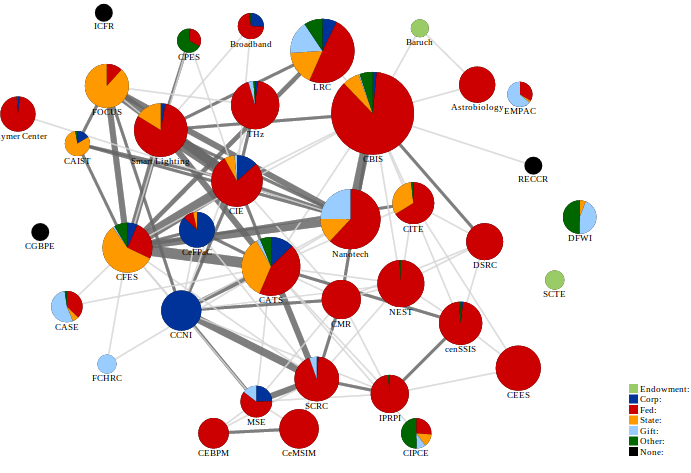 ICFR
CPES
Broadband
Baruch
LRC
FOCUS
Astrobiology
EMPAC
ymer Center
THz
CAIST
Smart Lighting
CBIS
RECCR
CIE
CGBPE
CeFPaC
Nanotech
CITE
DFWI
CFES
DSRC
CATS
SCTE
CASE
CCNI
CMR
NEST
cenSSIS
FCHRC
CEES
SCRC
IPRPI
MSE
CEBPM
CeMSIM
CIPCE
Endowment:
Corp:
Fed:
State:
Gift:
Other:
None: